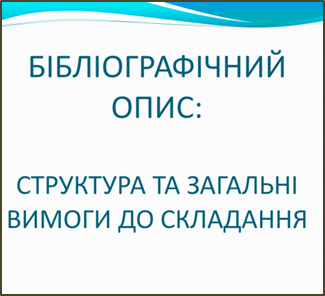 БІБЛІОГРАФІЧНИЙ
ОПИС:
СТРУКТУРА ТА ЗАГАЛЬНІ
ВИМОГИ ДО СКЛАДАННЯ